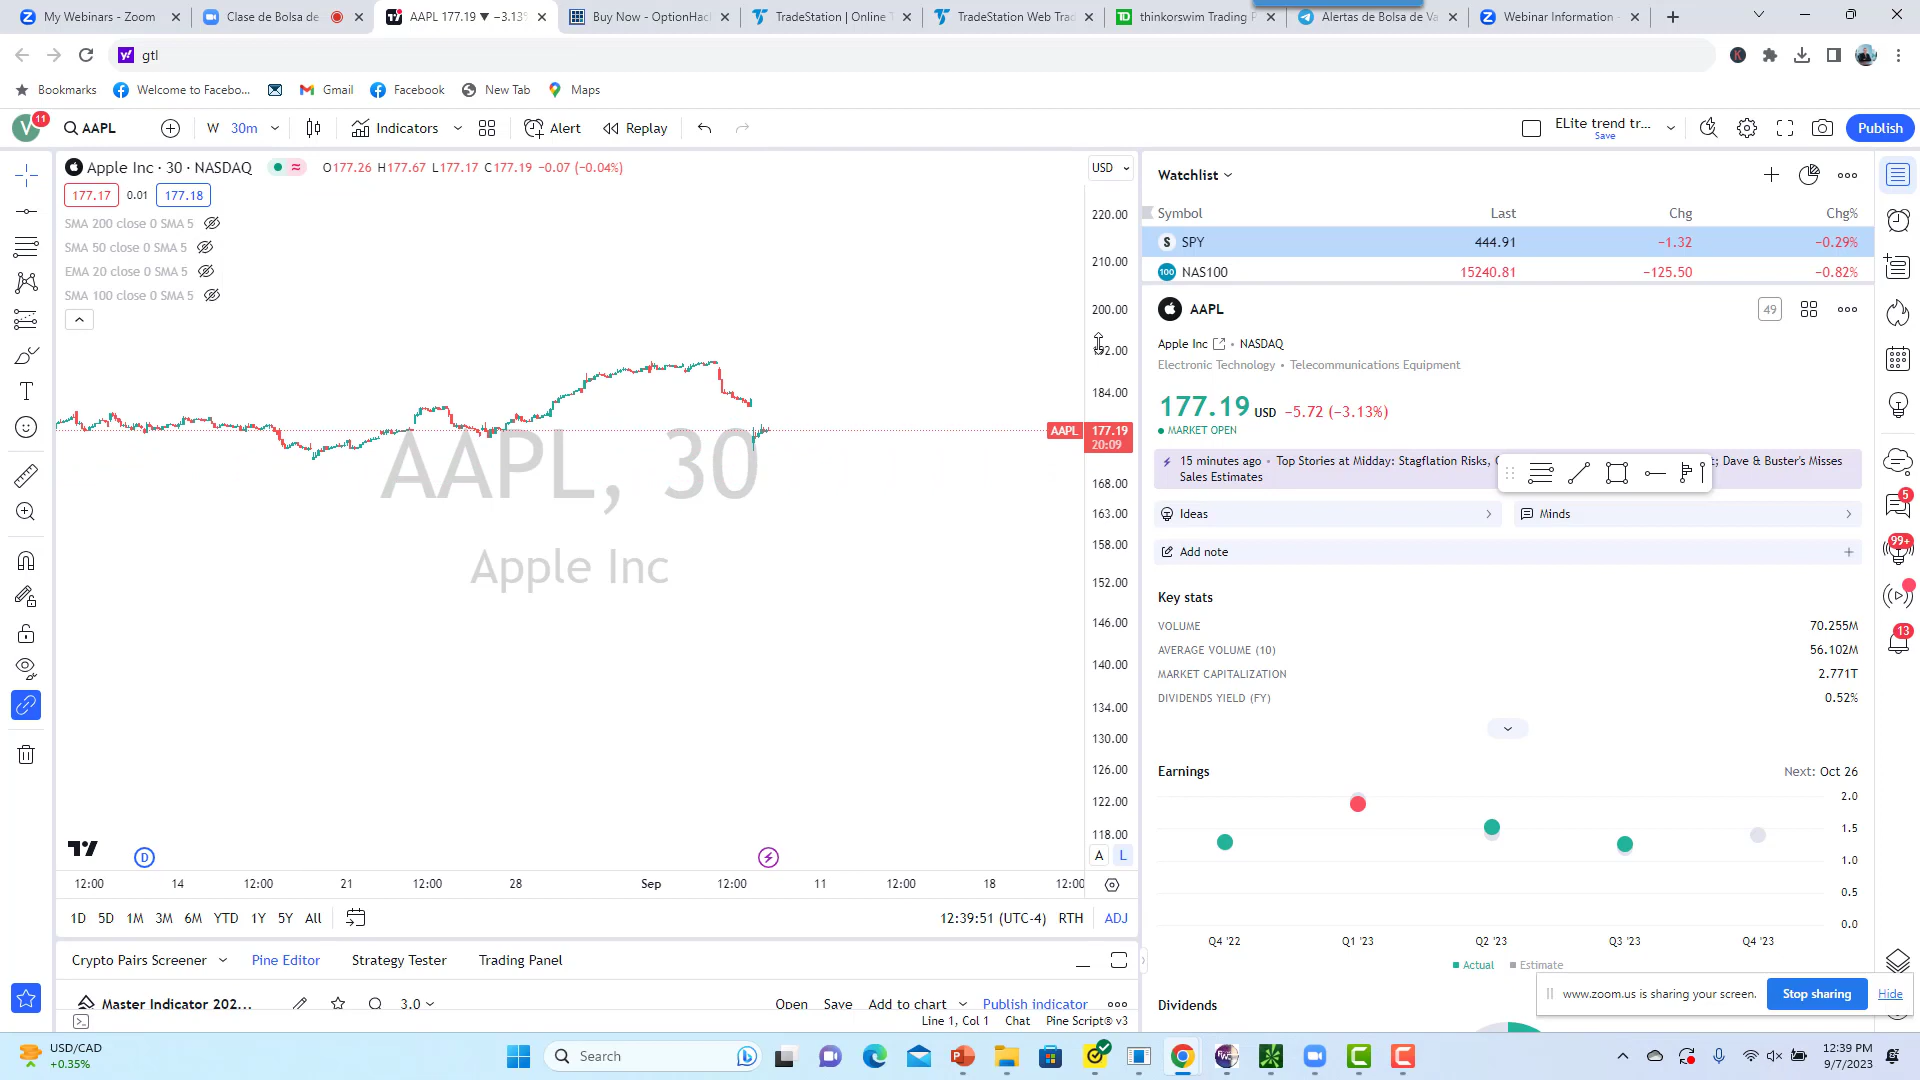 My Webinars - Zoom
Clase de Bolsa de
AAPL 177.19 ▼ −3.13%
Buy Now - OptionHac
TradeStation | Online T
TradeStation Web Trad
thinkorswim Trading P
Alertas de Bolsa de Va
Webinar Information -
gtl
Bookmarks
Welcome to Facebo...
Gmail
Facebook
New Tab
Maps
V
11
AAPL
W
30m
Indicators
Alert
Replay
ELite trend tr...
Save
Publish
Apple Inc · 30 · NASDAQ
O177.26 H177.67 L177.17 C177.19 −0.07 (−0.04%)
USD
177.17
0.01
177.18
SMA 200 close 0 SMA 5
SMA 50 close 0 SMA 5
EMA 20 close 0 SMA 5
SMA 100 close 0 SMA 5
220.00
210.00
200.00
192.00
184.00
AAPL 177.19
20:09
168.00
163.00
158.00
152.00
146.00
140.00
134.00
130.00
126.00
122.00
118.00
AAPL, 30
Apple Inc
D
A
L
12:00
14
12:00
21
12:00
28
Sep
12:00
11
12:00
18
12:00
1D
5D
1M
3M
6M
YTD
1Y
5Y
All
12:39:51 (UTC-4)
RTH
ADJ
Crypto Pairs Screener
Pine Editor
Strategy Tester
Trading Panel
Master Indicator 202...
3.0
Open
Save
Add to chart
Publish indicator
Line 1, Col 1
Chat
Pine Script® v3
Watchlist
Symbol
Last
Chg
Chg%
S SPY
444.91
−1.32
−0.29%
100 NAS100
15240.81
−125.50
−0.82%
AAPL
49
Apple Inc • NASDAQ
Electronic Technology • Telecommunications Equipment
177.19 USD −5.72 (−3.13%)
MARKET OPEN
15 minutes ago • Top Stories at Midday: Stagflation Risks,
t; Dave & Buster's Misses
Sales Estimates
Ideas
Minds
Add note
Key stats
VOLUME
70.255M
AVERAGE VOLUME (10)
56.102M
MARKET CAPITALIZATION
2.771T
DIVIDENDS YIELD (FY)
0.52%
Earnings
Next: Oct 26
2.0
1.5
1.0
0.5
0.0
Q4 '22
Q1 '23
Q2 '23
Q3 '23
Q4 '23
Actual
Estimate
Dividends
5
99+
13
www.zoom.us is sharing your screen.
Stop sharing
Hide
USD/CAD
+0.35%
Search
12:39 PM
9/7/2023